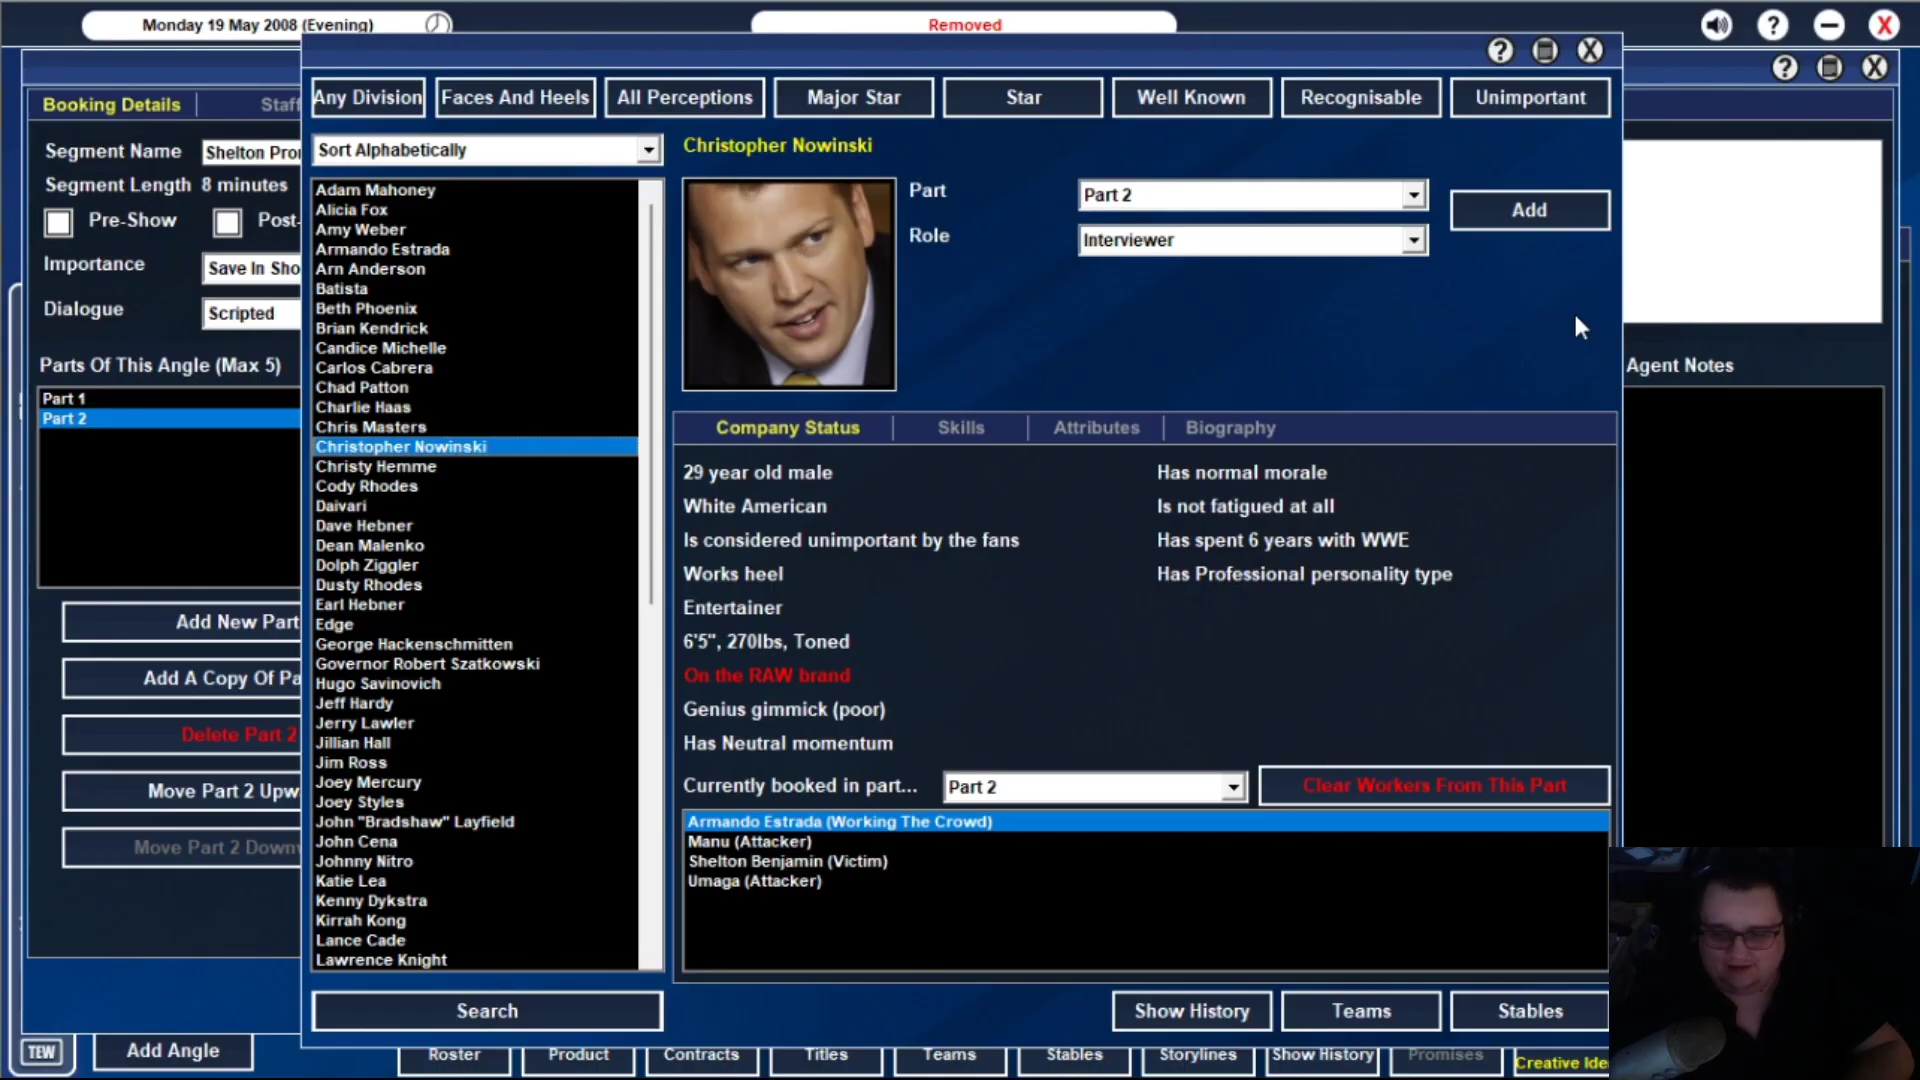 Monday 19 May 2008 (Evening)
Removed
Booking Details
Staff
Segment Name
Shelton Pro
Segment Length 8 minutes
Pre-Show
Post-
Importance
Save In Sho
Dialogue
Scripted
Parts Of This Angle (Max 5)
Part 1
Part 2
Add New Part
Add A Copy Of Pa
Delete Part 2
Move Part 2 Upw
Move Part 2 Down
TEW
Add Angle
Any Division
Faces And Heels
All Perceptions
Major Star
Star
Well Known
Recognisable
Unimportant
Sort Alphabetically
Adam Mahoney
Alicia Fox
Amy Weber
Armando Estrada
Arn Anderson
Batista
Beth Phoenix
Brian Kendrick
Candice Michelle
Carlos Cabrera
Chad Patton
Charlie Haas
Chris Masters
Christopher Nowinski
Christy Hemme
Cody Rhodes
Daivari
Dave Hebner
Dean Malenko
Dolph Ziggler
Dusty Rhodes
Earl Hebner
Edge
George Hackenschmitten
Governor Robert Szatkowski
Hugo Savinovich
Jeff Hardy
Jerry Lawler
Jillian Hall
Jim Ross
Joey Mercury
Joey Styles
John "Bradshaw" Layfield
John Cena
Johnny Nitro
Katie Lea
Kenny Dykstra
Kirrah Kong
Lance Cade
Lawrence Knight
Search
Christopher Nowinski
Part
Part 2
Add
Role
Interviewer
Company Status
Skills
Attributes
Biography
29 year old male
White American
Is considered unimportant by the fans
Works heel
Entertainer
6'5", 270lbs, Toned
On the RAW brand
Genius gimmick (poor)
Has Neutral momentum
Has normal morale
Is not fatigued at all
Has spent 6 years with WWE
Has Professional personality type
Currently booked in part...
Part 2
Clear Workers From This Part
Armando Estrada (Working The Crowd)
Manu (Attacker)
Shelton Benjamin (Victim)
Umaga (Attacker)
Show History
Teams
Stables
Agent Notes
Roster
Product
Contracts
Titles
Teams
Stables
Storylines
Show History
Promises
Creative Ide